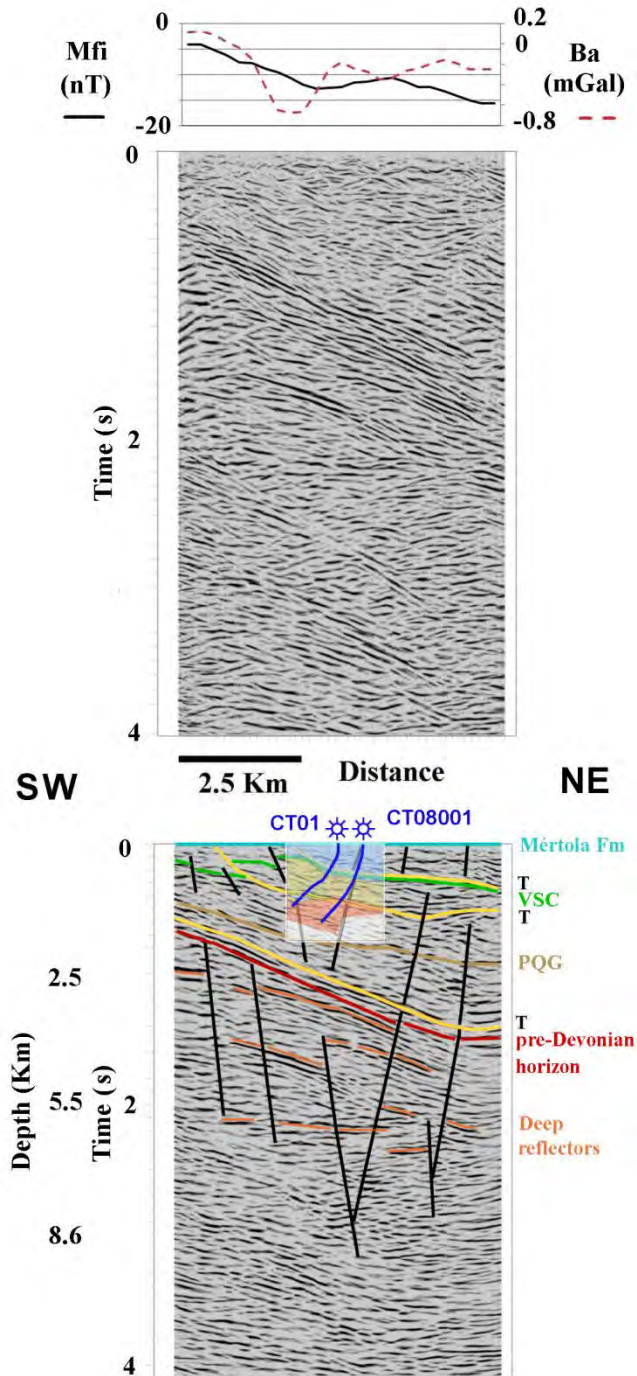 0
0.2
Mfi
(nT)
0
Ba
(mGal)
-20
-0.8
0
Time (s)
2
4
SW
2.5 Km
Distance
NE
CT01
CT08001
0
Mértola Fm
T
VSC
T
PQG
2.5
T
pre-Devonian
horizon
Depth (Km)
Time (s)
5.5
2
Deep
reflectors
8.6
4